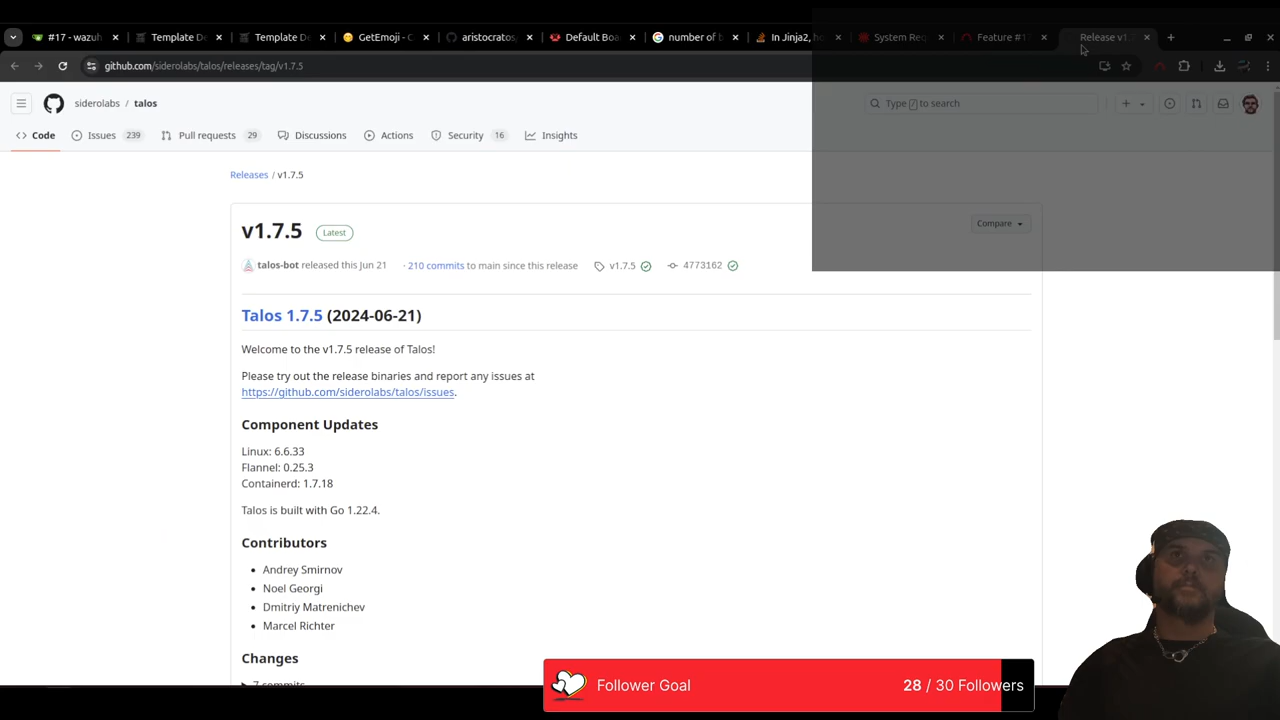 #17 - wazuh
Template De
Template De
GetEmoji - C
aristocratos,
Default Boa
number of b
In Jinja2, h
System Req
Feature #1
Release v1.7
github.com/siderolabs/talos/releases/tag/v1.7.5
siderolabs / talos
Type / to search
Code
Issues 239
Pull requests 29
Discussions
Actions
Security 16
Insights
Releases / v1.7.5
v1.7.5 Latest
Compare
talos-bot released this Jun 21 · 210 commits to main since this release v1.7.5 4773162
Talos 1.7.5 (2024-06-21)
Welcome to the v1.7.5 release of Talos!
Please try out the release binaries and report any issues at
https://github.com/siderolabs/talos/issues.
Component Updates
Linux: 6.6.33
Flannel: 0.25.3
Containerd: 1.7.18
Talos is built with Go 1.22.4.
Contributors
Andrey Smirnov
Noel Georgi
Dmitriy Matrenichev
Marcel Richter
Changes
7 commits
Follower Goal 28 / 30 Followers